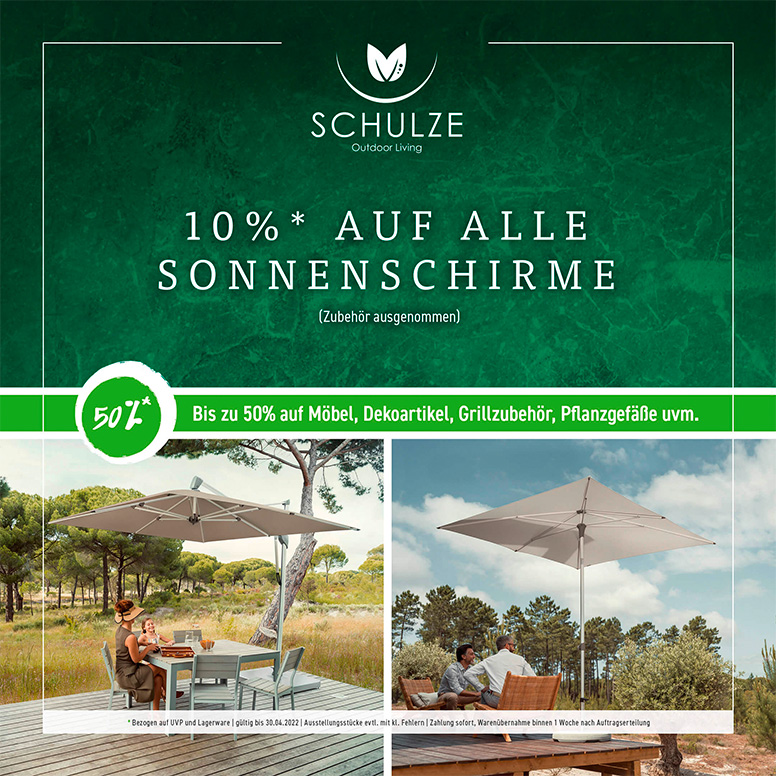 SCHULZE
Outdoor Living
10%* AUF ALLE
SONNENSCHIRME
(Zubehör ausgenommen)
50%*
Bis zu 50% auf Möbel, Dekoartikel, Grillzubehör, Pflanzgefäße uvm.
* Bezogen auf UVP und Lagerware | gültig bis 30.04.2022 | Ausstellungsstücke evtl. mit kl. Fehlern | Zahlung sofort, Warenübernahme binnen 1 Woche nach Auftragserteilung